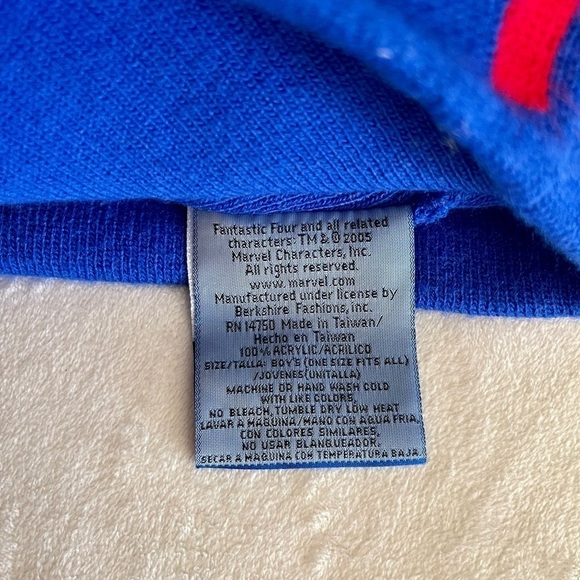 Fantastic Four and all related
characters: TM & © 2005
Marvel Characters, Inc.
All rights reserved.
www.marvel.com
Manufactured under license by
Berkshire Fashions, inc.
RN 14750 Made in Taiwan/
Hecho en Taiwan
100% ACRYLIC/ACRILICO
SIZE/TALLA: BOY'S (ONE SIZE FITS ALL)
/JOVENES(UNITALLA)
MACHINE OR HAND WASH COLD
WITH LIKE COLORS,
NO BLEACH, TUMBLE DRY LOW HEAT
LAVAR A MAQUINA/MANO CON AGUA FRIA,
CON COLORES SIMILARES,
NO USAR BLANQUEADOR.
SECAR A MAQUINA CON TEMPERATURA BAJA.